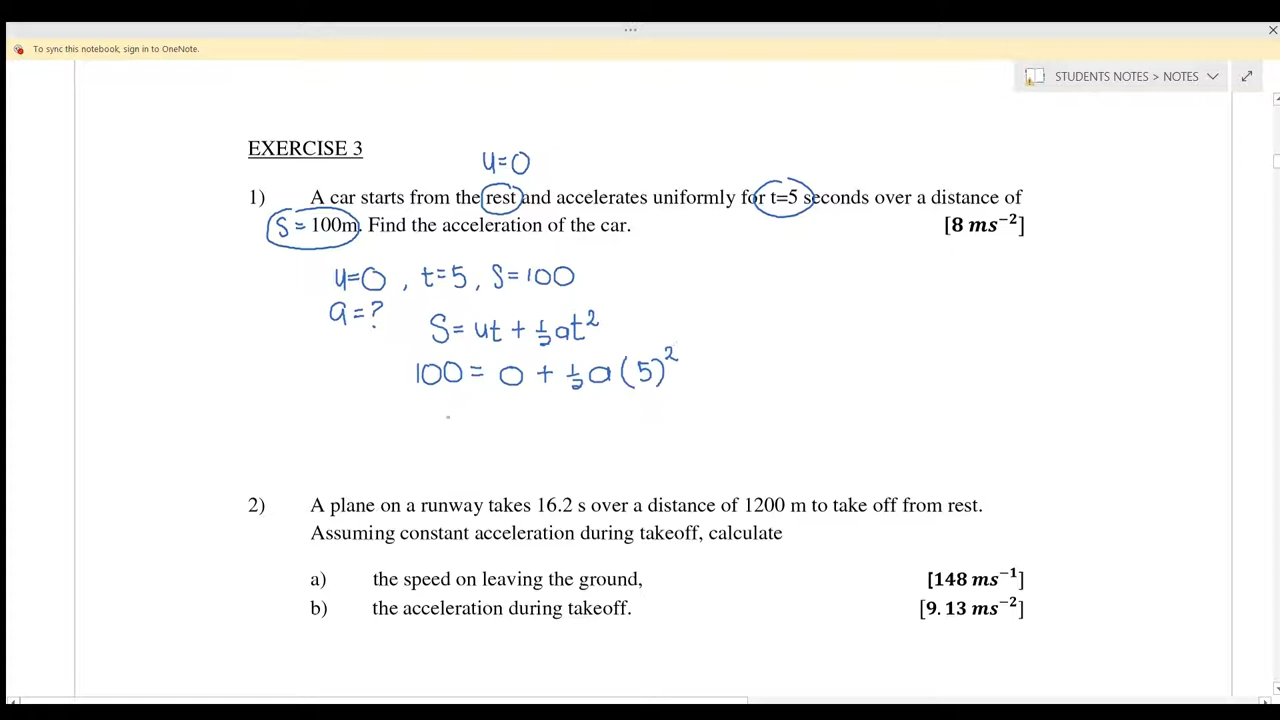 To sync this notebook, sign in to OneNote.
STUDENTS NOTES > NOTES
EXERCISE 3
u=0
1) A car starts from the rest and accelerates uniformly for t=5 seconds over a distance of
S = 100m. Find the acceleration of the car. [8 ms⁻²]
u=0 , t=5, S=100
a=?
S= ut + ½at²
100 = 0 + ½a(5)²
2) A plane on a runway takes 16.2 s over a distance of 1200 m to take off from rest.
Assuming constant acceleration during takeoff, calculate
a) the speed on leaving the ground, [148 ms⁻¹]
b) the acceleration during takeoff. [9.13 ms⁻²]